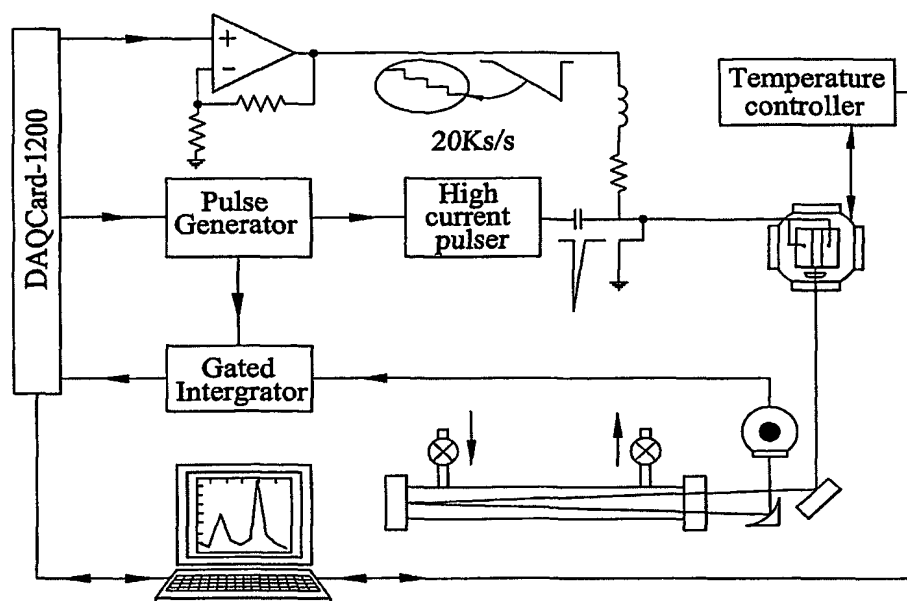 DAQCard-1200
+
−
20Ks/s
Temperature
controller
Pulse
Generator
High
current
pulser
Gated
Intergrator